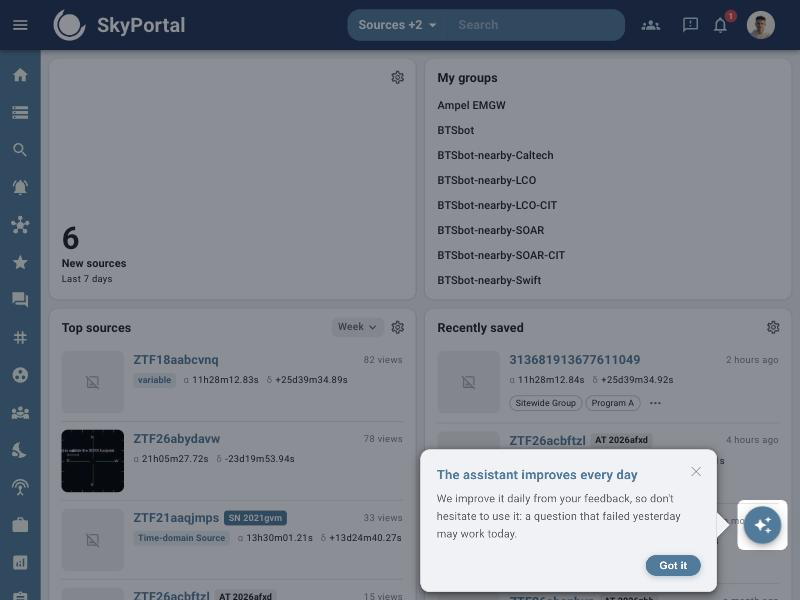 SkyPortal
Sources +2
Search
1
6
New sources
Last 7 days
My groups
Ampel EMGW
BTSbot
BTSbot-nearby-Caltech
BTSbot-nearby-LCO
BTSbot-nearby-LCO-CIT
BTSbot-nearby-SOAR
BTSbot-nearby-SOAR-CIT
BTSbot-nearby-Swift
Top sources
Week
ZTF18aabcvnq
82 views
variable α 11h28m12.83s δ +25d39m34.89s
ZTF26abydavw
78 views
α 21h05m27.72s δ -23d19m53.94s
ZTF21aaqjmps SN 2021gvm
33 views
Time-domain Source α 13h30m01.21s δ +13d24m40.27s
ZTF26acbftzl AT 2026afxd
15 views
Recently saved
313681913677611049
2 hours ago
α 11h28m12.84s δ +25d39m34.92s
Sitewide Group Program A ...
ZTF26acbftzl AT 2026afxd
4 hours ago
The assistant improves every day
We improve it daily from your feedback, so don't
hesitate to use it: a question that failed yesterday
may work today.
Got it